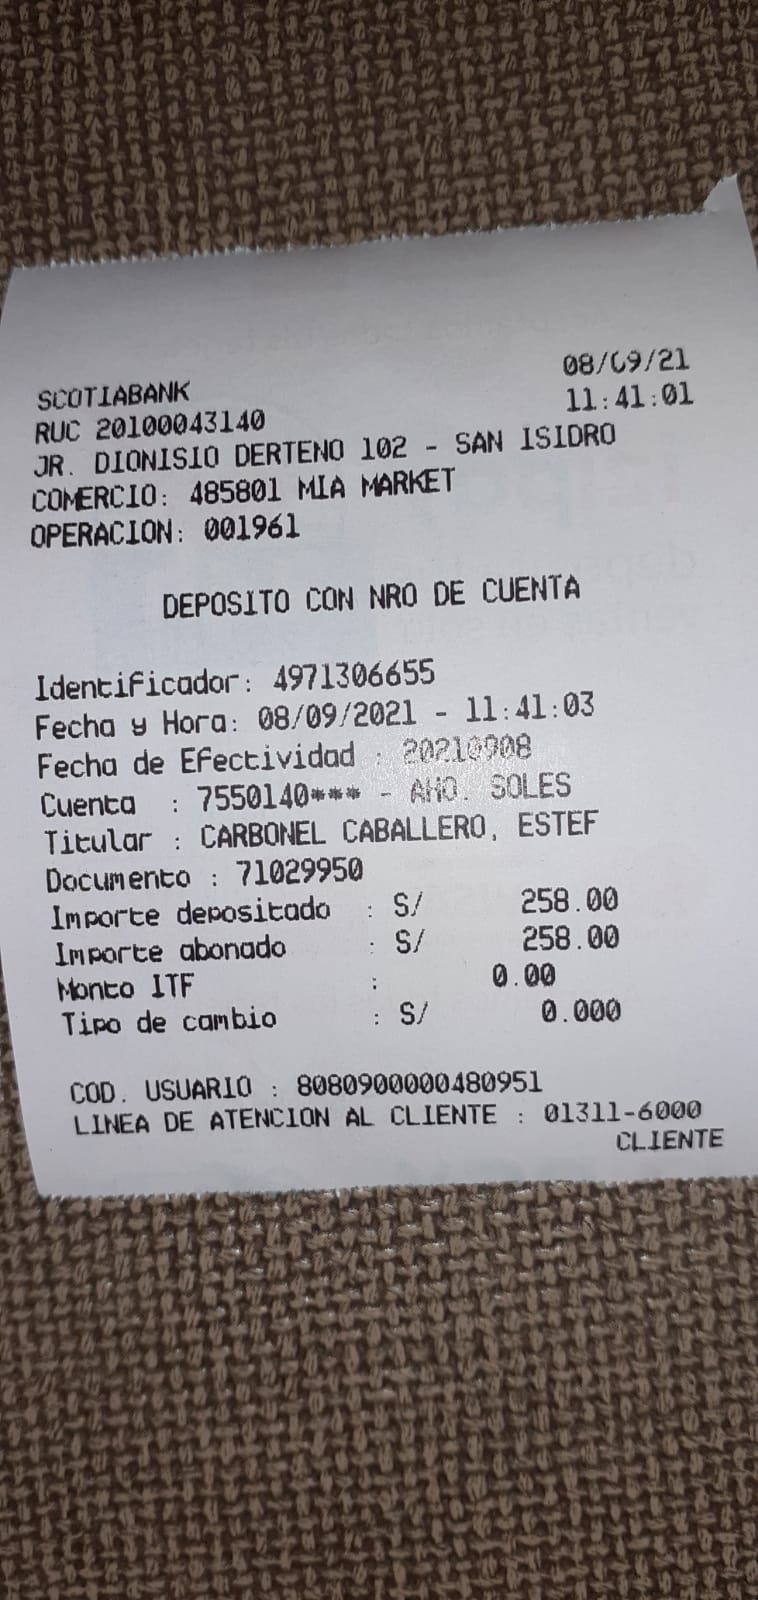 08/09/21
SCOTIABANK 11:41:01
RUC 20100043140
JR. DIONISIO DERTENO 102 - SAN ISIDRO
COMERCIO: 485801 MIA MARKET
OPERACION: 001961
DEPOSITO CON NRO DE CUENTA
Identificador: 4971306655
Fecha y Hora: 08/09/2021 - 11:41:03
Fecha de Efectividad : 20210908
Cuenta : 7550140*** - AHO. SOLES
Titular : CARBONEL CABALLERO, ESTEF
Documento : 71029950
Importe depositado : S/ 258.00
Importe abonado : S/ 258.00
Monto ITF : 0.00
Tipo de cambio : S/ 0.000
COD. USUARIO : 8080900000480951
LINEA DE ATENCION AL CLIENTE : 01311-6000
CLIENTE